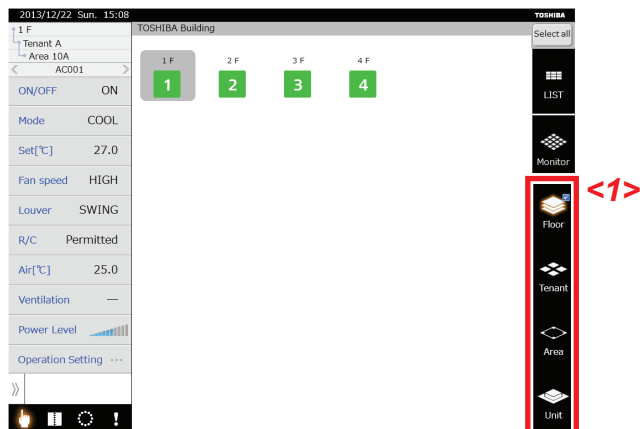 2013/12/22 Sun. 15:08
TOSHIBA
1 F
Tenant A
Area 10A
< AC001 >
ON/OFF ON
Mode COOL
Set[℃] 27.0
Fan speed HIGH
Louver SWING
R/C Permitted
Air[℃] 25.0
Ventilation —
Power Level
Operation Setting ···
»
!
TOSHIBA Building
1 F 2 F 3 F 4 F
1 2 3 4
Select all
LIST
Monitor
<1>
Floor
Tenant
Area
Unit